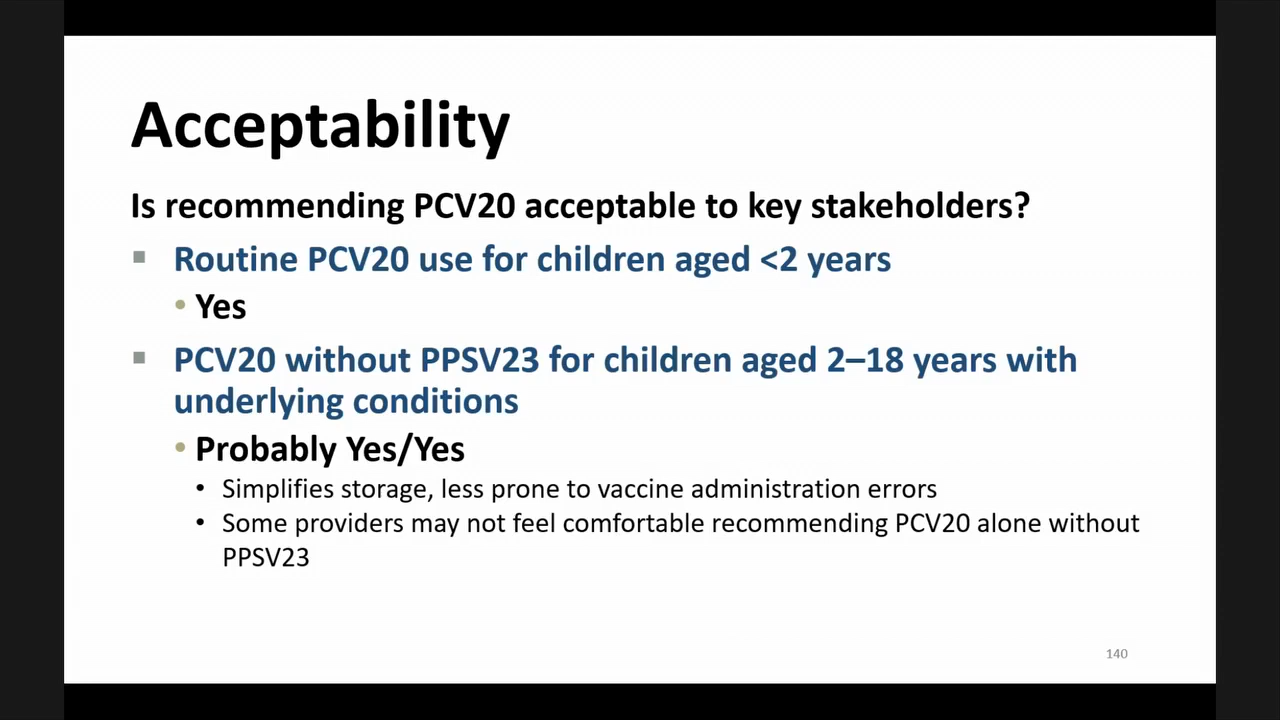 Acceptability
Is recommending PCV20 acceptable to key stakeholders?
▪ Routine PCV20 use for children aged <2 years
• Yes
▪ PCV20 without PPSV23 for children aged 2–18 years with
underlying conditions
• Probably Yes/Yes
• Simplifies storage, less prone to vaccine administration errors
• Some providers may not feel comfortable recommending PCV20 alone without
PPSV23
140